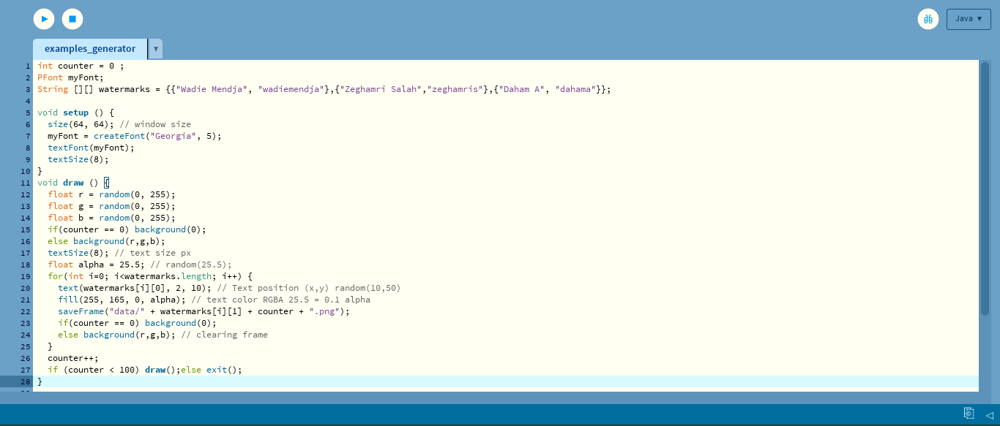 Java ▼
examples_generator ▼
1 int counter = 0 ;
2 PFont myFont;
3 String [][] watermarks = {{"Wadie Mendja", "wadiemendja"},{"Zeghamri Salah","zeghamris"},{"Daham A", "dahama"}};
4
5 void setup () {
6   size(64, 64); // window size
7   myFont = createFont("Georgia", 5);
8   textFont(myFont);
9   textSize(8);
10 }
11 void draw () {
12   float r = random(0, 255);
13   float g = random(0, 255);
14   float b = random(0, 255);
15   if(counter == 0) background(0);
16   else background(r,g,b);
17   textSize(8); // text size px
18   float alpha = 25.5; // random(25.5);
19   for(int i=0; i<watermarks.length; i++) {
20     text(watermarks[i][0], 2, 10); // Text position (x,y) random(10,50)
21     fill(255, 165, 0, alpha); // text color RGBA 25.5 = 0.1 alpha
22     saveFrame("data/" + watermarks[i][1] + counter + ".png");
23     if(counter == 0) background(0);
24     else background(r,g,b); // clearing frame
25   }
26   counter++;
27   if (counter < 100) draw();else exit();
28 }